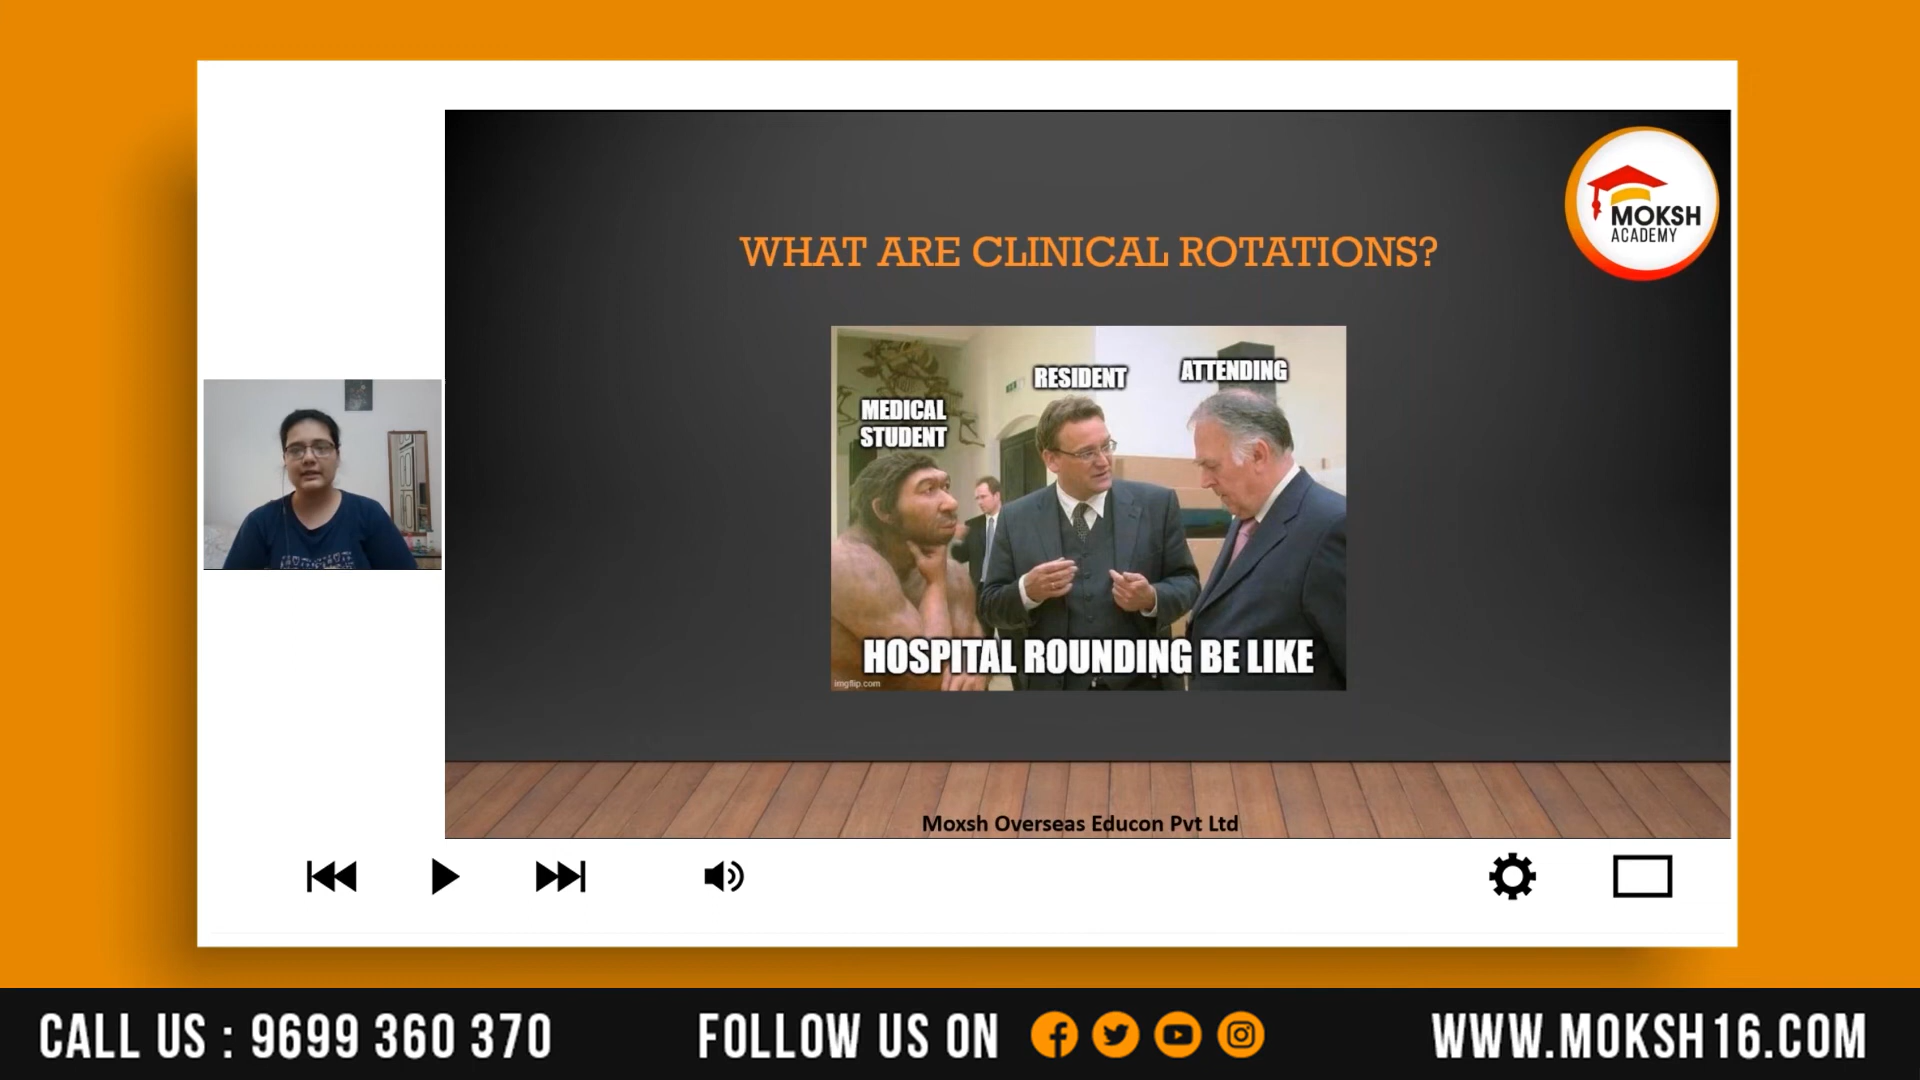 MOKSH
ACADEMY
WHAT ARE CLINICAL ROTATIONS?
RESIDENT
ATTENDING
MEDICAL
STUDENT
HOSPITAL ROUNDING BE LIKE
imgflip.com
Moxsh Overseas Educon Pvt Ltd
CALL US : 9699 360 370
FOLLOW US ON
WWW.MOKSH16.COM